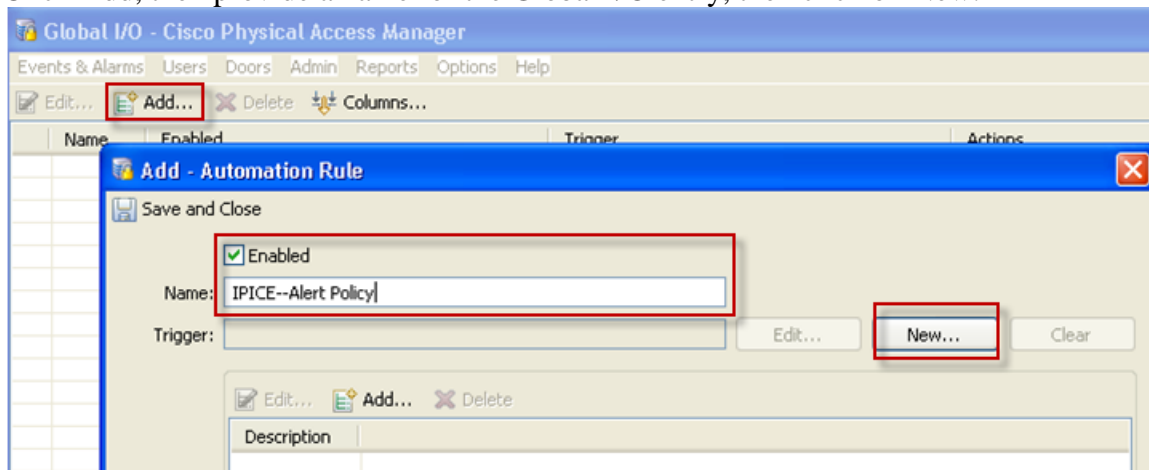 Global I/O - Cisco Physical Access Manager
Events & Alarms Users Doors Admin Reports Options Help
Edit... Add... Delete Columns...
Name Enabled Trigger Actions
Add - Automation Rule
Save and Close
Enabled
Name: IPICE--Alert Policy
Trigger: Edit... New... Clear
Edit... Add... Delete
Description